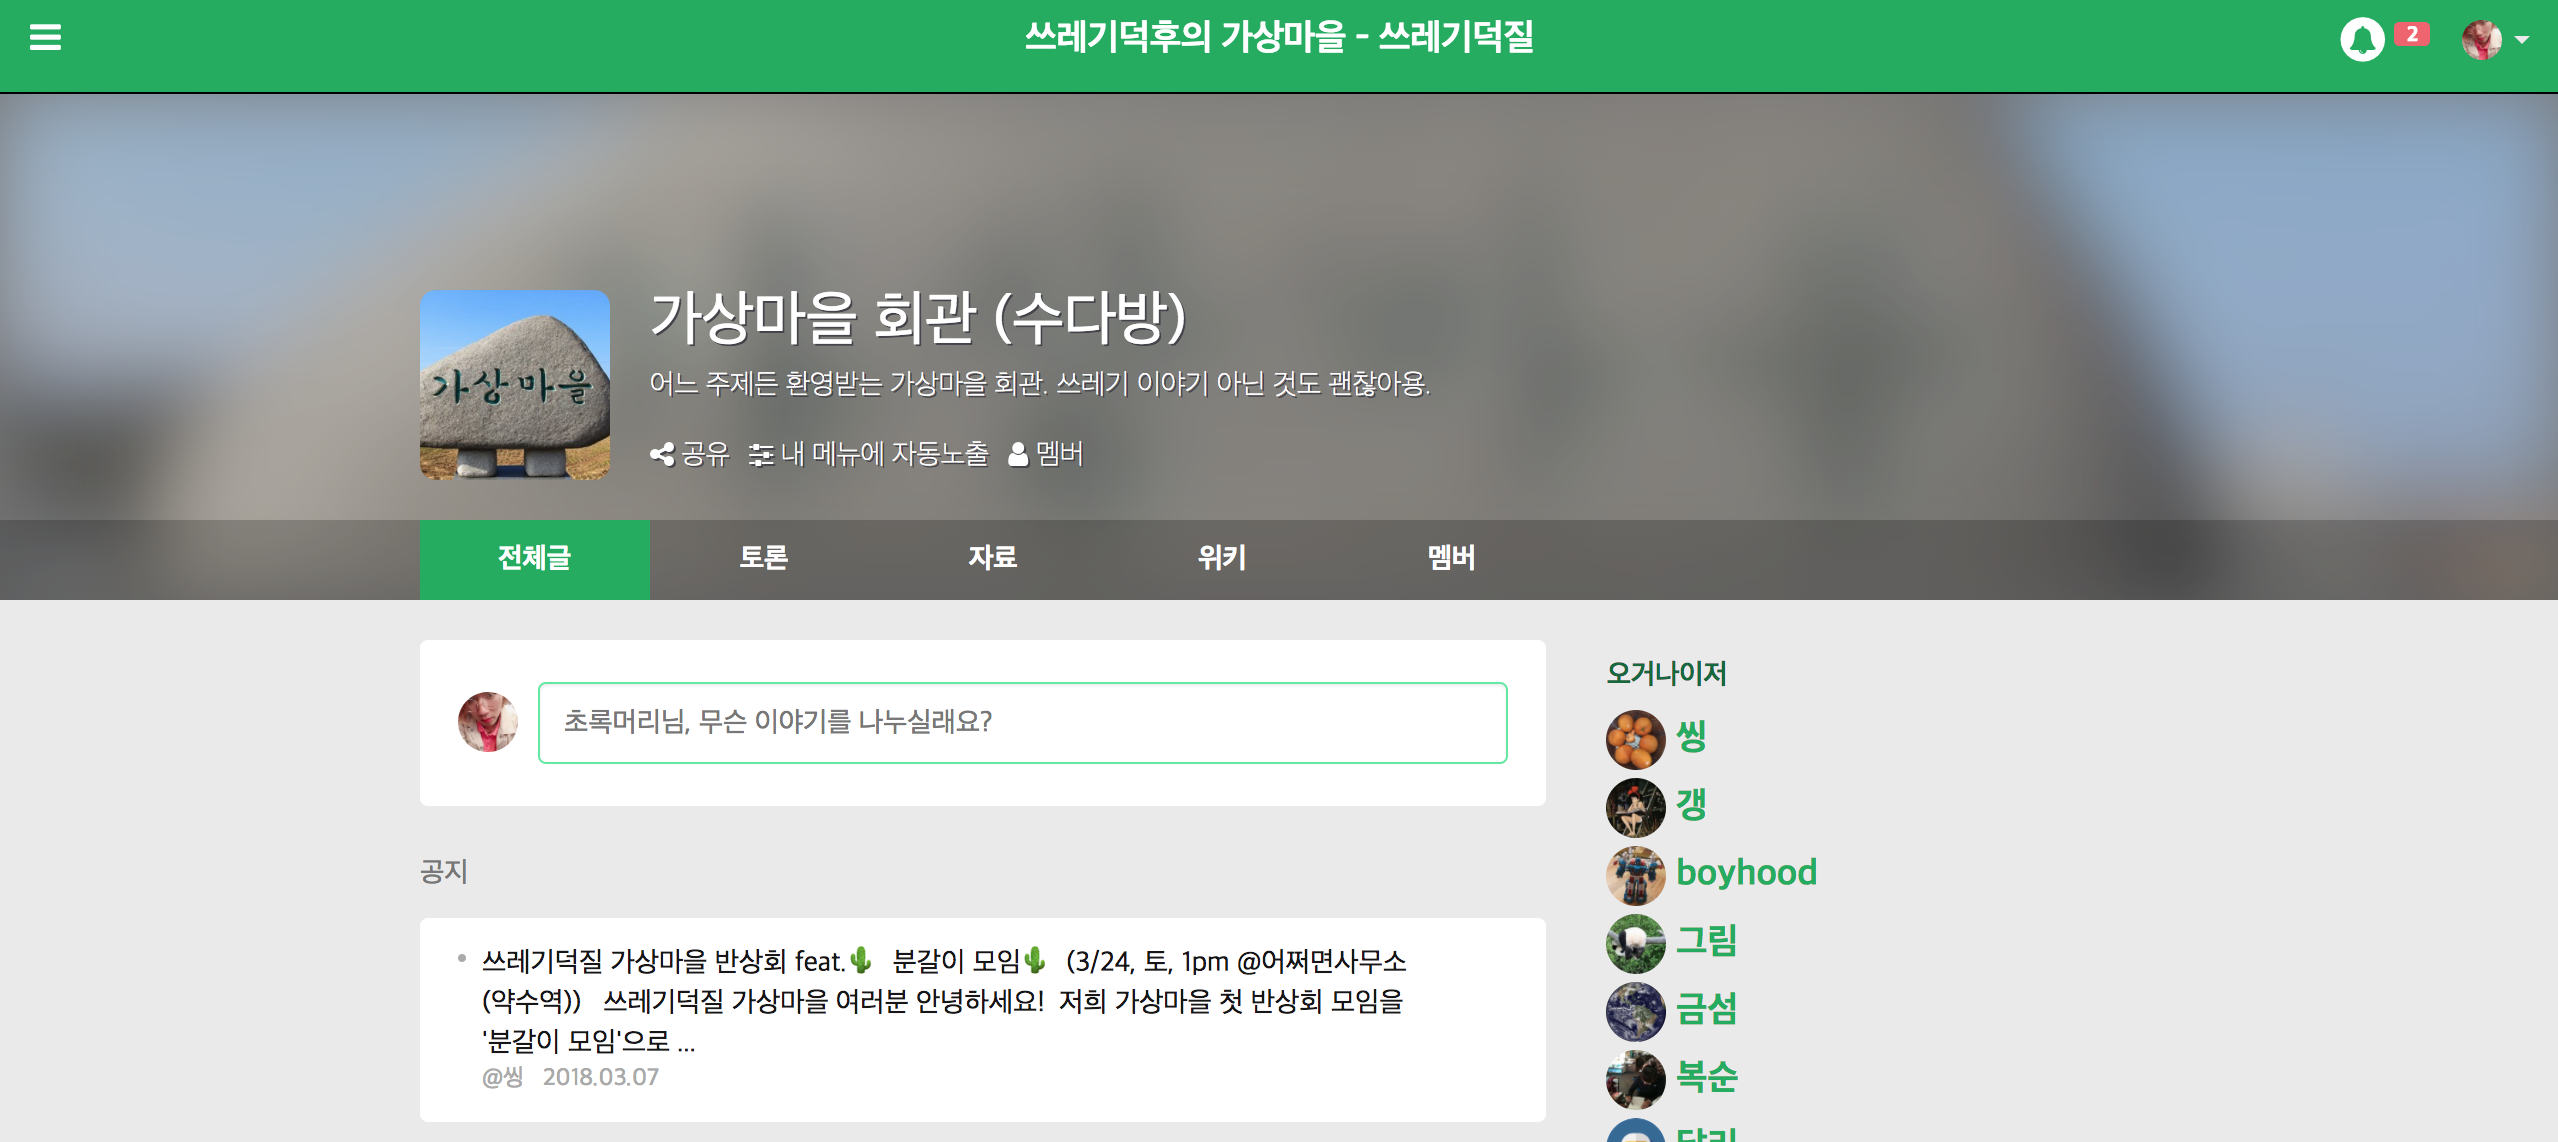 쓰레기덕후의 가상마을 - 쓰레기덕질
2
가상마을
가상마을 회관 (수다방)
어느 주제든 환영받는 가상마을 회관. 쓰레기 이야기 아닌 것도 괜찮아용.
공유 내 메뉴에 자동노출 멤버
전체글 토론 자료 위키 멤버
초록머리님, 무슨 이야기를 나누실래요?
공지
쓰레기덕질 가상마을 반상회 feat.🌵 분갈이 모임🌵 (3/24, 토, 1pm @어쩌면사무소
(약수역)) 쓰레기덕질 가상마을 여러분 안녕하세요! 저희 가상마을 첫 반상회 모임을
'분갈이 모임'으로 ...
@씽 2018.03.07
오거나이저
씽
갱
boyhood
그림
금섬
복순